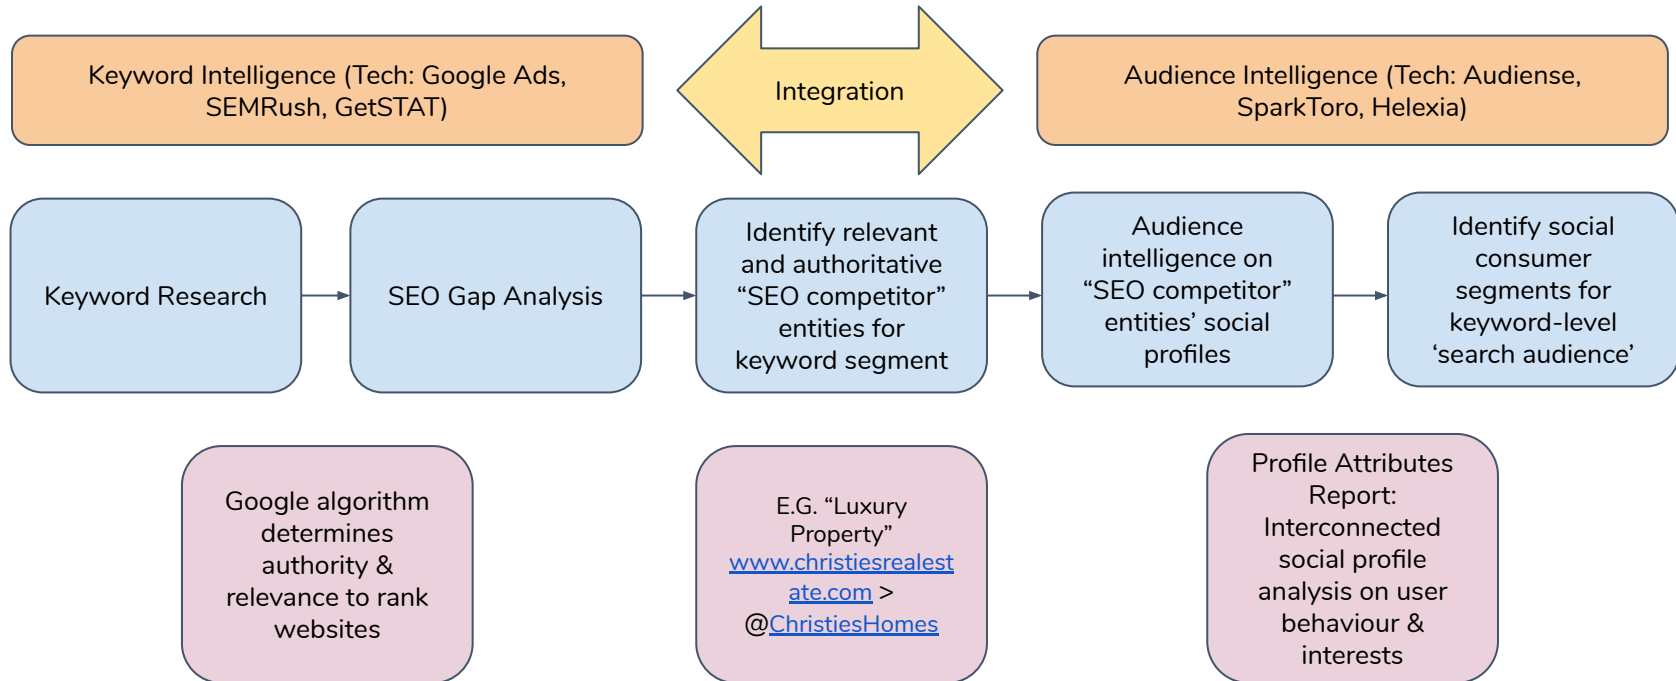 Keyword Intelligence (Tech: Google Ads,
SEMRush, GetSTAT)
Integration
Audience Intelligence (Tech: Audiense,
SparkToro, Helexia)
Keyword Research
SEO Gap Analysis
Identify relevant
and authoritative
“SEO competitor”
entities for
keyword segment
Audience
intelligence on
“SEO competitor”
entities’ social
profiles
Identify social
consumer
segments for
keyword-level
‘search audience’
Google algorithm
determines
authority &
relevance to rank
websites
E.G. “Luxury
Property”
www.christiesrealest
ate.com >
@ChristiesHomes
Profile Attributes
Report:
Interconnected
social profile
analysis on user
behaviour &
interests